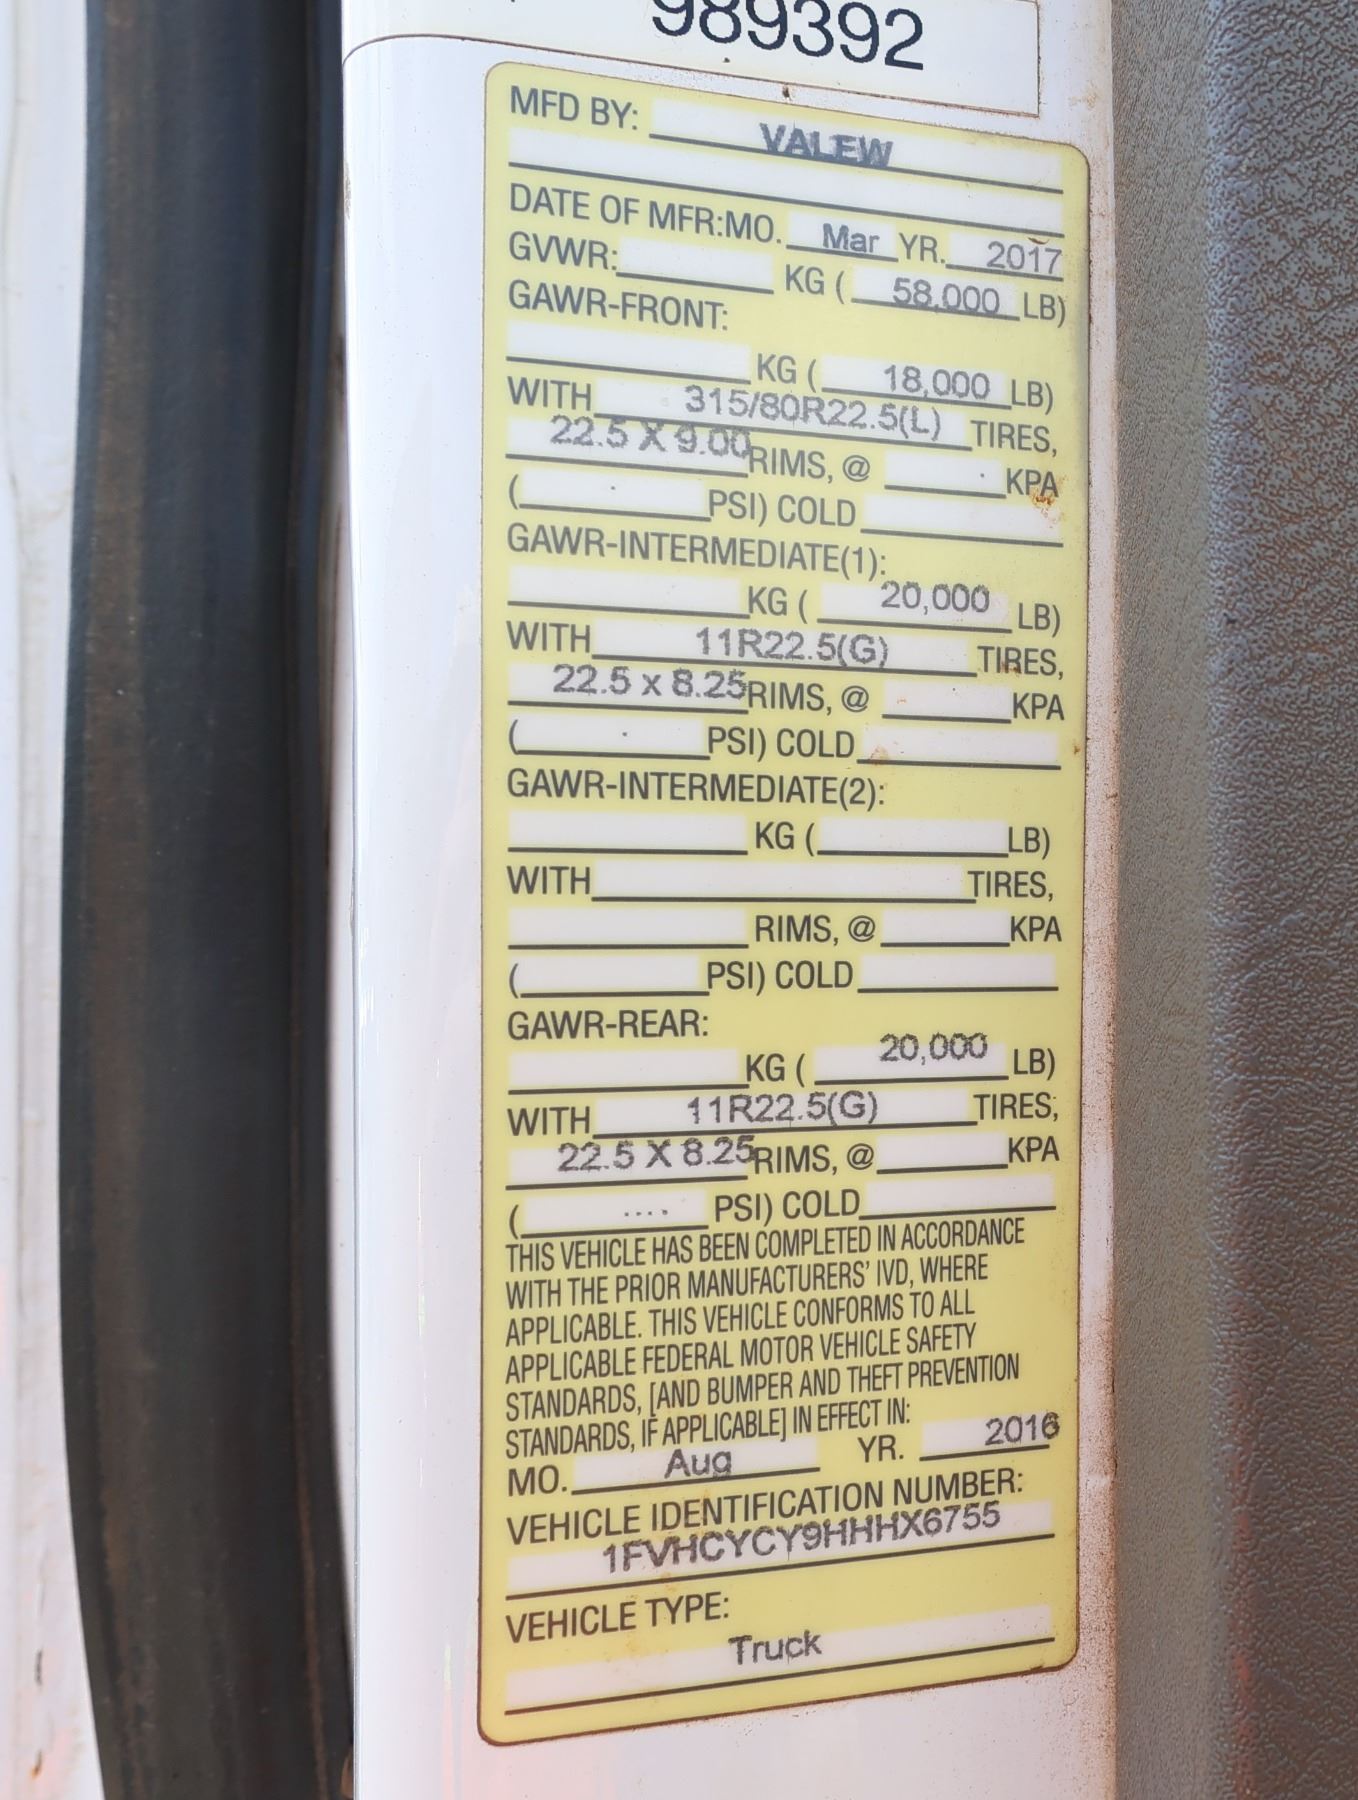 989392
MFD BY: VALEW
DATE OF MFR:MO. Mar YR. 2017
GVWR: KG ( 58,000 LB)
GAWR-FRONT:
KG ( 18,000 LB)
WITH 315/80R22.5(L) TIRES,
22.5 X 9.00 RIMS, @ KPA
( PSI) COLD
GAWR-INTERMEDIATE(1):
KG ( 20,000 LB)
WITH 11R22.5(G) TIRES,
22.5 x 8.25 RIMS, @ KPA
( PSI) COLD
GAWR-INTERMEDIATE(2):
KG ( LB)
WITH TIRES,
RIMS, @ KPA
( PSI) COLD
GAWR-REAR:
KG ( 20,000 LB)
WITH 11R22.5(G) TIRES,
22.5 X 8.25 RIMS, @ KPA
( .... PSI) COLD
THIS VEHICLE HAS BEEN COMPLETED IN ACCORDANCE
WITH THE PRIOR MANUFACTURERS' IVD, WHERE
APPLICABLE. THIS VEHICLE CONFORMS TO ALL
APPLICABLE FEDERAL MOTOR VEHICLE SAFETY
STANDARDS, [AND BUMPER AND THEFT PREVENTION
STANDARDS, IF APPLICABLE] IN EFFECT IN:
MO. Aug YR. 2016
VEHICLE IDENTIFICATION NUMBER:
1FVHCYCY9HHHX6755
VEHICLE TYPE:
Truck